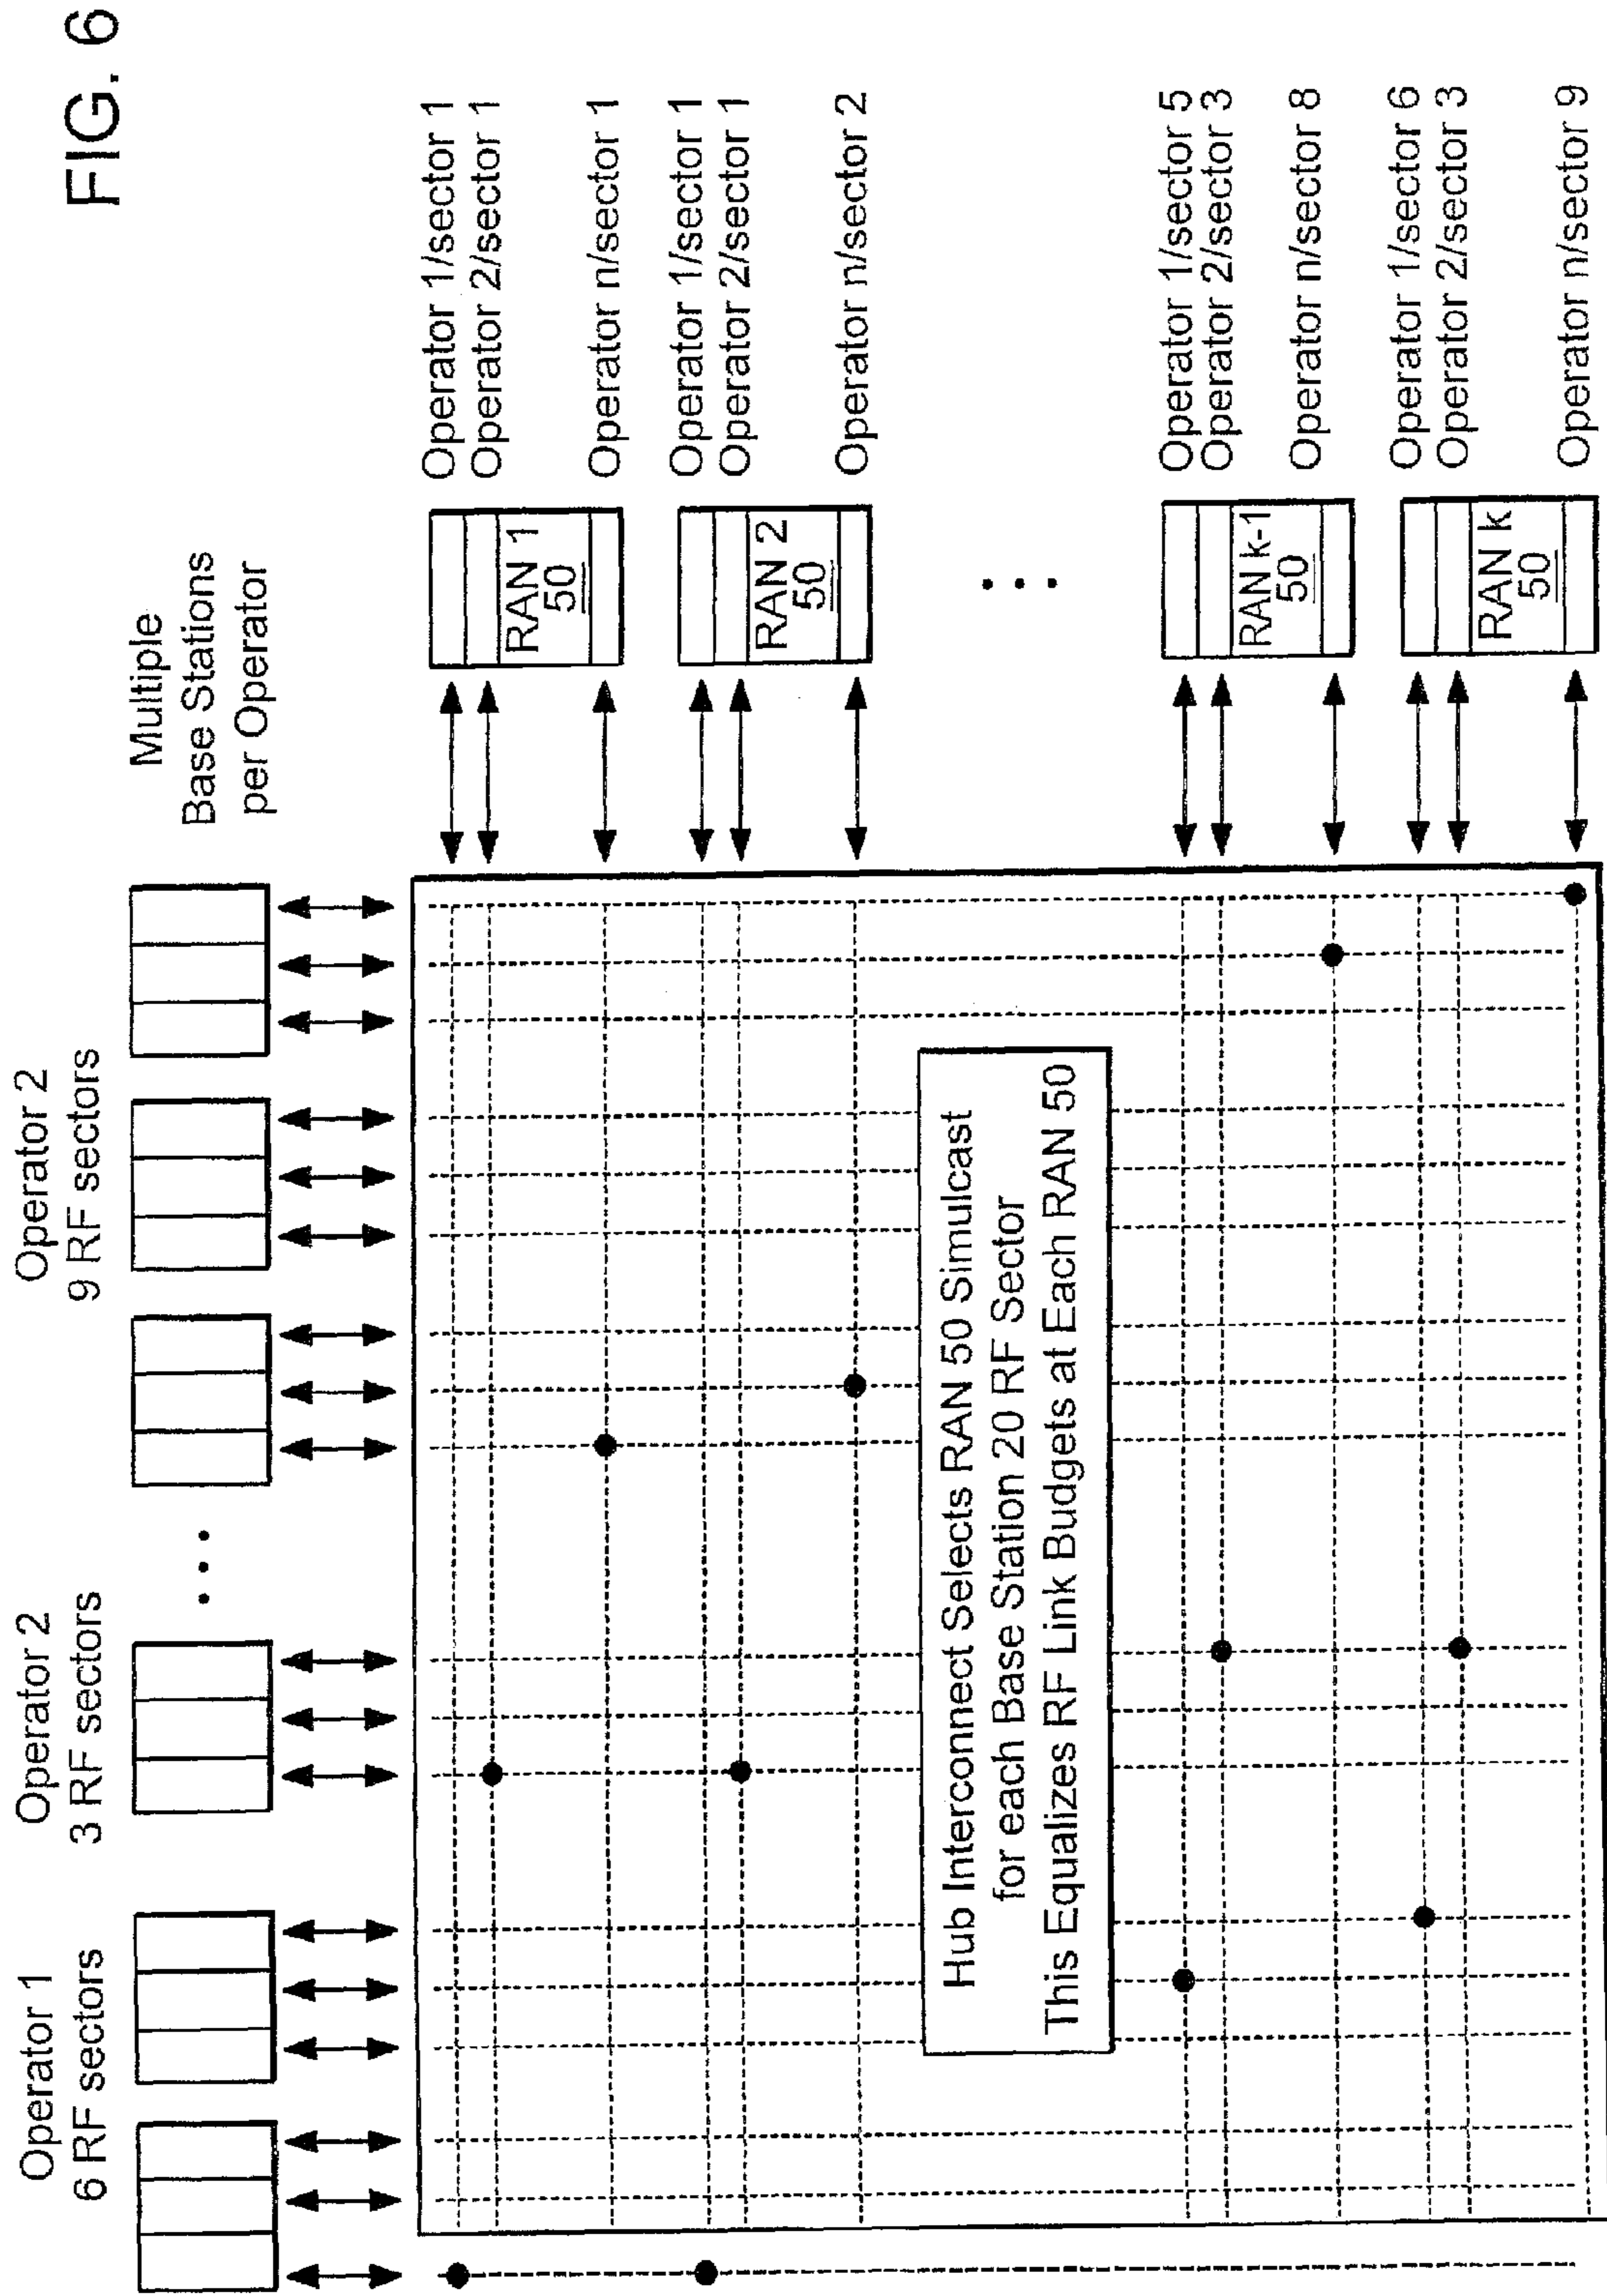 FIG. 6
Multiple
Base Stations
per Operator
Operator 1
6 RF sectors
Operator 2
3 RF sectors
...
Operator 2
9 RF sectors
Operator 1/sector 1
Operator 2/sector 1
RAN 1
50
Operator n/sector 1
Operator 1/sector 1
Operator 2/sector 1
RAN 2
50
Operator n/sector 2
...
Hub Interconnect Selects RAN 50 Simulcast
for each Base Station 20 RF Sector
This Equalizes RF Link Budgets at Each RAN 50
Operator 1/sector 5
Operator 2/sector 3
RAN k-1
50
Operator n/sector 8
Operator 1/sector 6
Operator 2/sector 3
RAN k
50
Operator n/sector 9